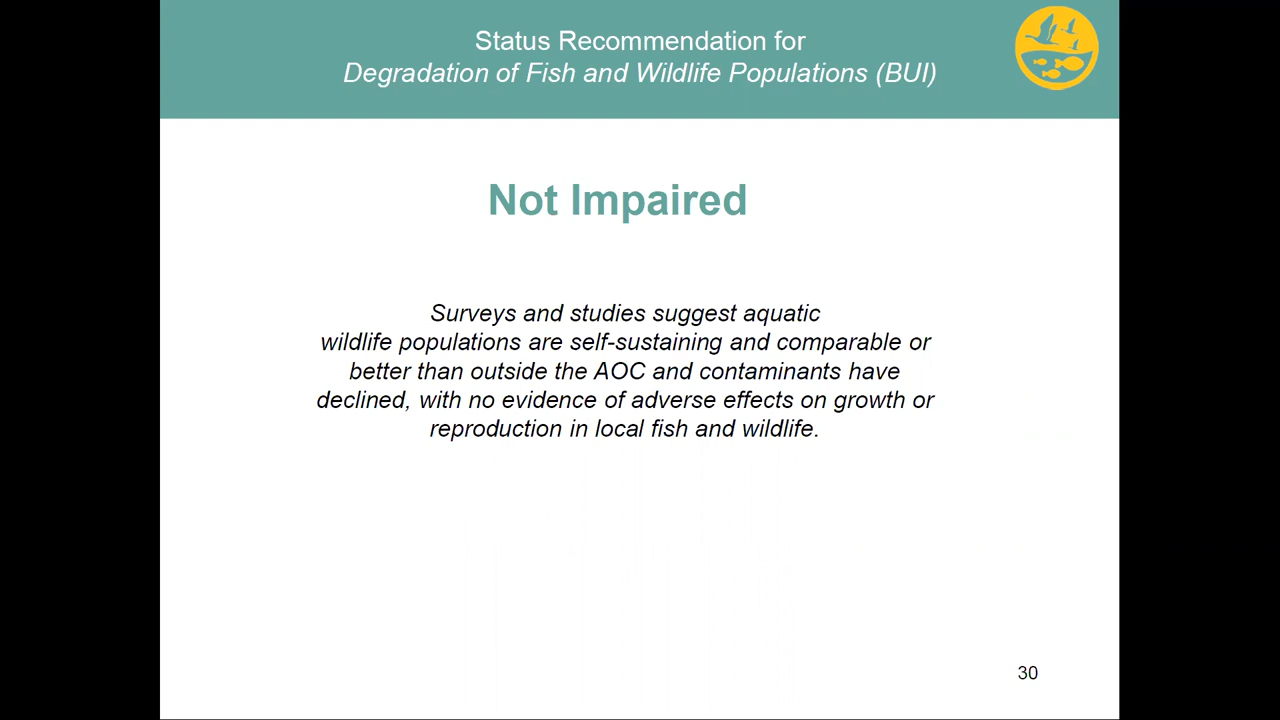 Status Recommendation for
Degradation of Fish and Wildlife Populations (BUI)
Not Impaired
Surveys and studies suggest aquatic
wildlife populations are self-sustaining and comparable or
better than outside the AOC and contaminants have
declined, with no evidence of adverse effects on growth or
reproduction in local fish and wildlife.
30